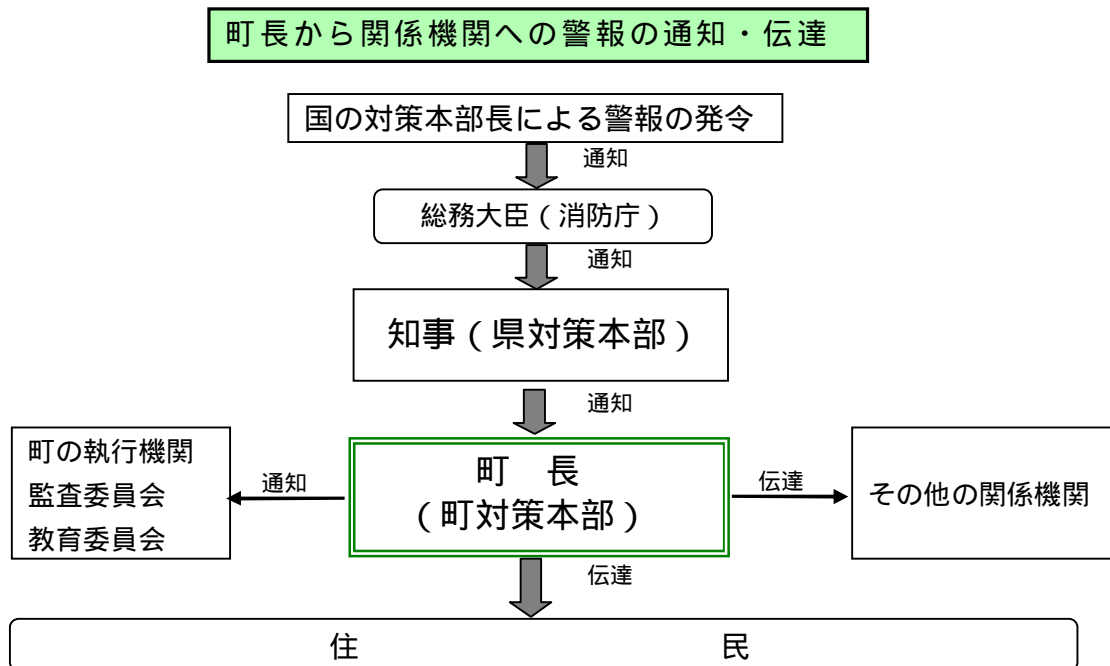 町長から関係機関への警報の通知・伝達
国の対策本部長による警報の発令
通知
総務大臣(消防庁)
通知
知事(県対策本部)
通知
町の執行機関
監査委員会
教育委員会
通知
町 長
(町対策本部)
伝達
その他の関係機関
伝達
住 民